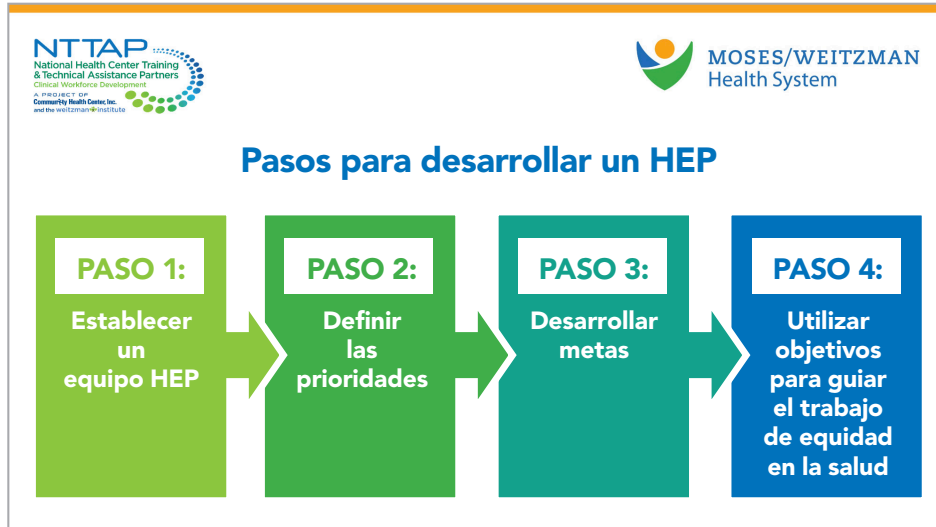 NTTAP
National Health Center Training
& Technical Assistance Partners
Clinical Workforce Development
A PROJECT OF
Community Health Center, Inc.
and the weitzman institute
MOSES/WEITZMAN
Health System
Pasos para desarrollar un HEP
PASO 1:
Establecer
un
equipo HEP
PASO 2:
Definir
las
prioridades
PASO 3:
Desarrollar
metas
PASO 4:
Utilizar
objetivos
para guiar
el trabajo
de equidad
en la salud